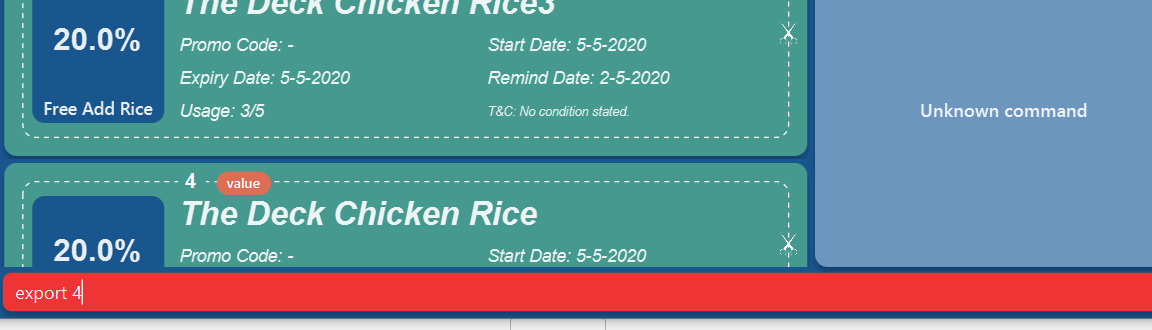 The Deck Chicken Rice3
20.0%
Promo Code: -
Start Date: 5-5-2020
Expiry Date: 5-5-2020
Remind Date: 2-5-2020
Free Add Rice
Usage: 3/5
T&C: No condition stated.
Unknown command
4
value
The Deck Chicken Rice
20.0%
Promo Code: -
Start Date: 5-5-2020
export 4